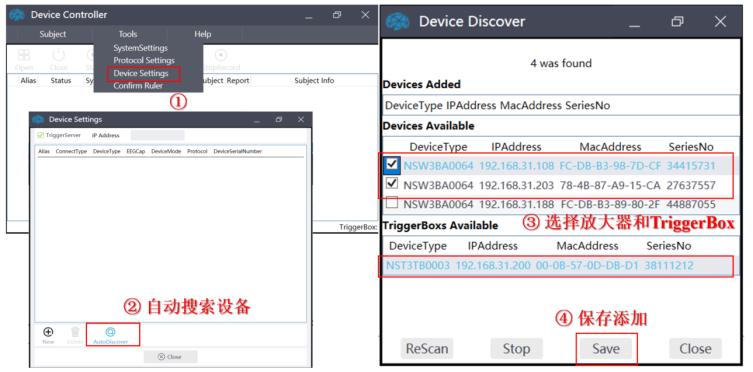 Device Controller
Subject Tools Help
SystemSettings
Protocol Settings
Device Settings
Confirm Ruler
Open Close
Alias Status Subject Report Subject Info
①
Device Settings
TriggerServer IP Address
Alias ConnectType DeviceType EEGCap DeviceMode Protocol DeviceSerialNumber
TriggerBox:
② 自动搜索设备
New Delete AutoDiscover
Close
Device Discover
4 was found
Devices Added
DeviceType IPAddress MacAddress SeriesNo
Devices Available
DeviceType IPAddress MacAddress SeriesNo
NSW3BA0064 192.168.31.108 FC-DB-B3-98-7D-CF 34415731
NSW3BA0064 192.168.31.203 78-4B-87-A9-15-CA 27637557
NSW3BA0064 192.168.31.188 FC-DB-B3-89-80-2F 44887055
③ 选择放大器和TriggerBox
TriggerBoxs Available
DeviceType IPAddress MacAddress SeriesNo
NST3TB0003 192.168.31.200 00-0B-57-0D-DB-D1 38111212
④ 保存添加
ReScan Stop Save Close